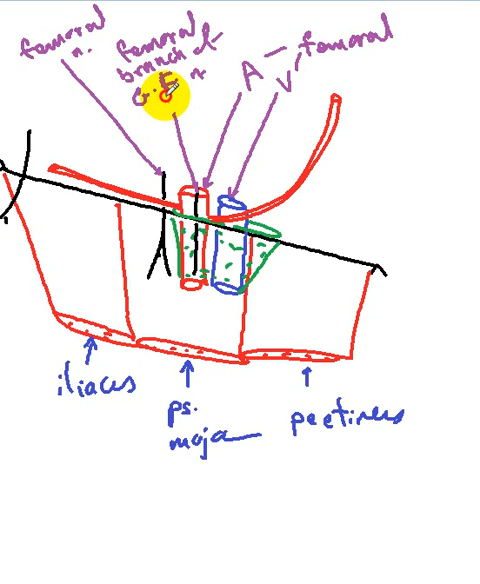 femoral
n.
femoral
branch of
G.F n
A - femoral
V
iliacus
ps.
moja
pectineus